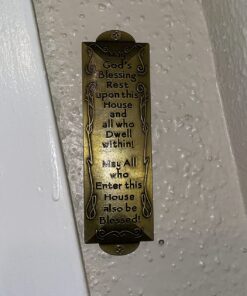 May
God's
Blessing
Rest
upon this
House
and
all who
Dwell
within!
May All
who
Enter this
House
also be
Blessed!